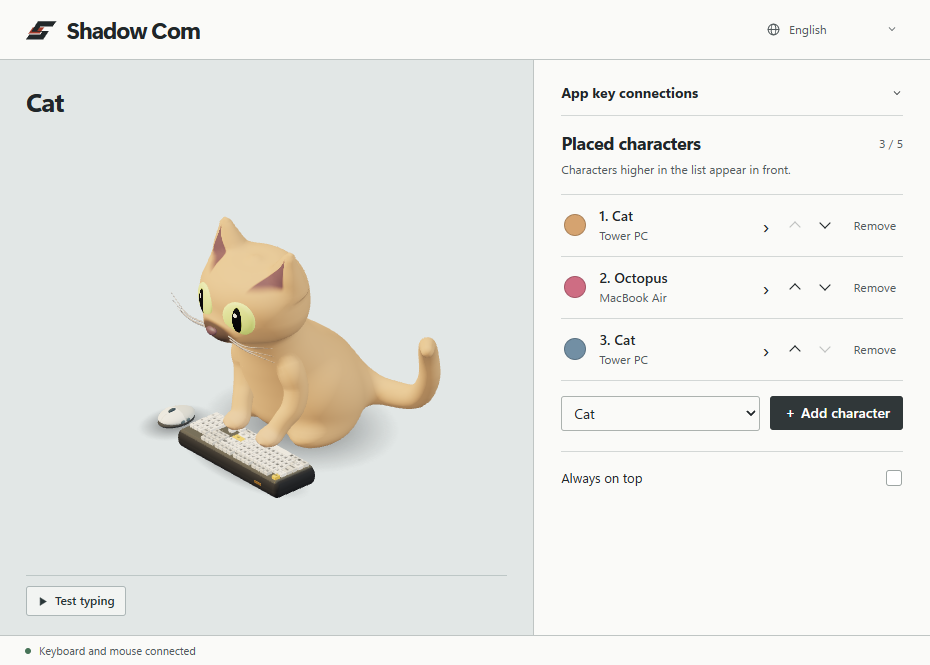 Shadow Com
English
Cat
App key connections
Placed characters
3 / 5
Characters higher in the list appear in front.
1. Cat
Tower PC
Remove
2. Octopus
MacBook Air
Remove
3. Cat
Tower PC
Remove
Cat
+ Add character
Always on top
Test typing
Keyboard and mouse connected